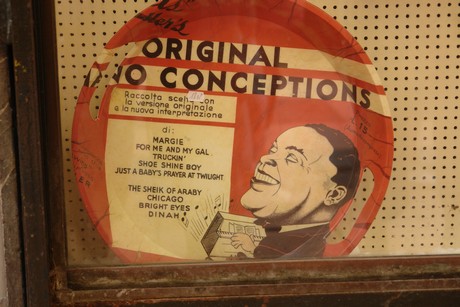 ORIGINAL
NO CONCEPTIONS
Raccolta scelta con
la versione originale
e la nuova interpretazione
di:
MARGIE
FOR ME AND MY GAL
TRUCKIN'
SHOE SHINE BOY
JUST A BABY'S PRAYER AT TWILIGHT
THE SHEIK OF ARABY
CHICAGO
BRIGHT EYES
DINAH